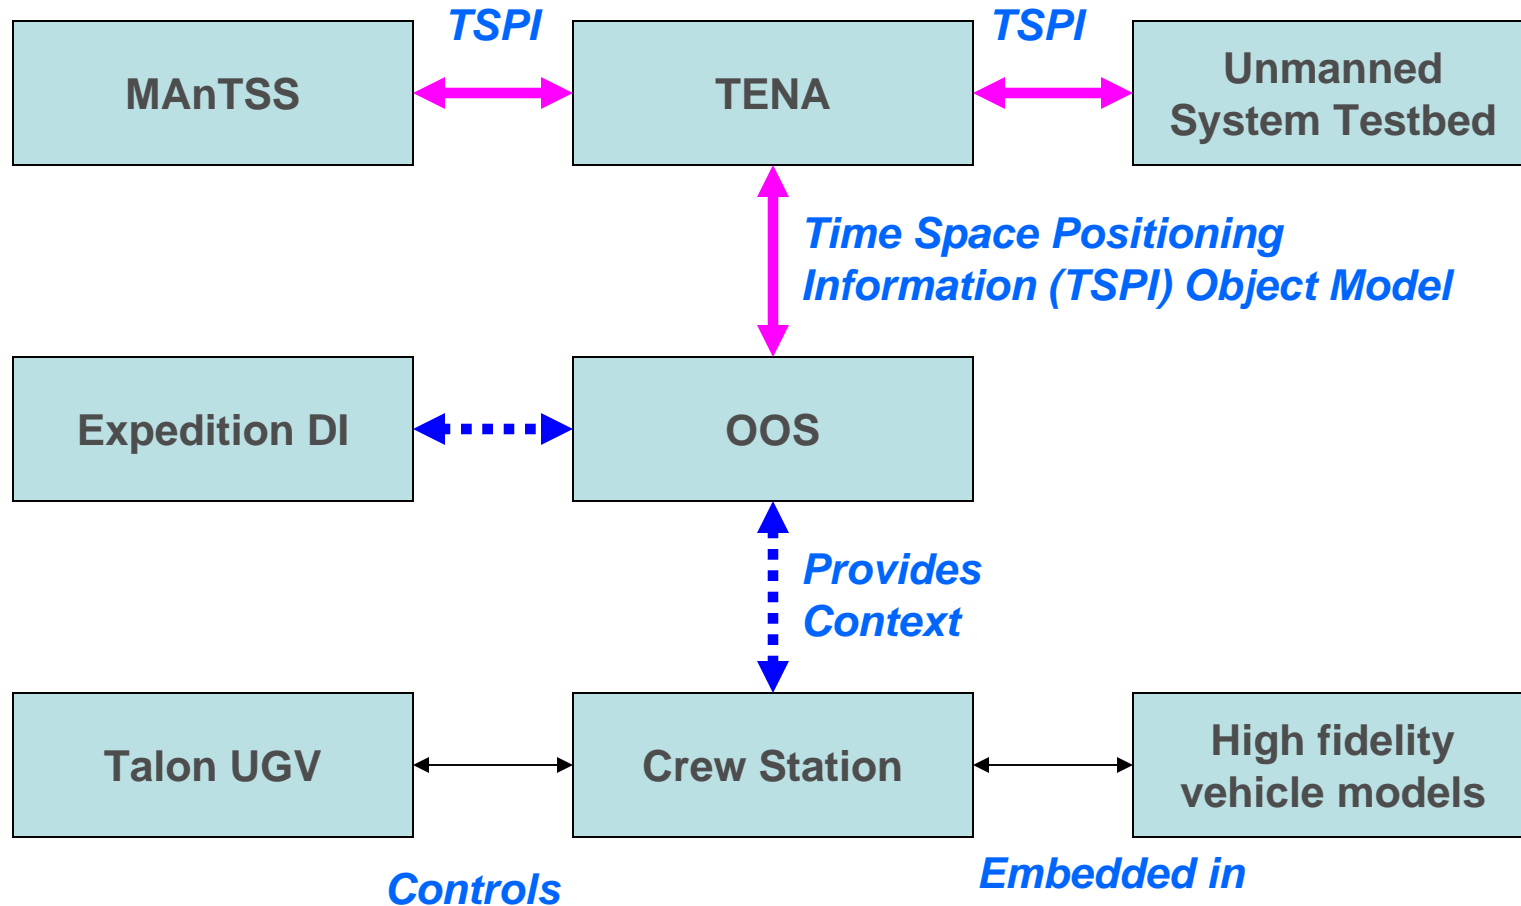 TSPI
TSPI
MAnTSS
TENA
Unmanned
System Testbed
Time Space Positioning
Information (TSPI) Object Model
Expedition DI
OOS
Provides
Context
Talon UGV
Crew Station
High fidelity
vehicle models
Controls
Embedded in